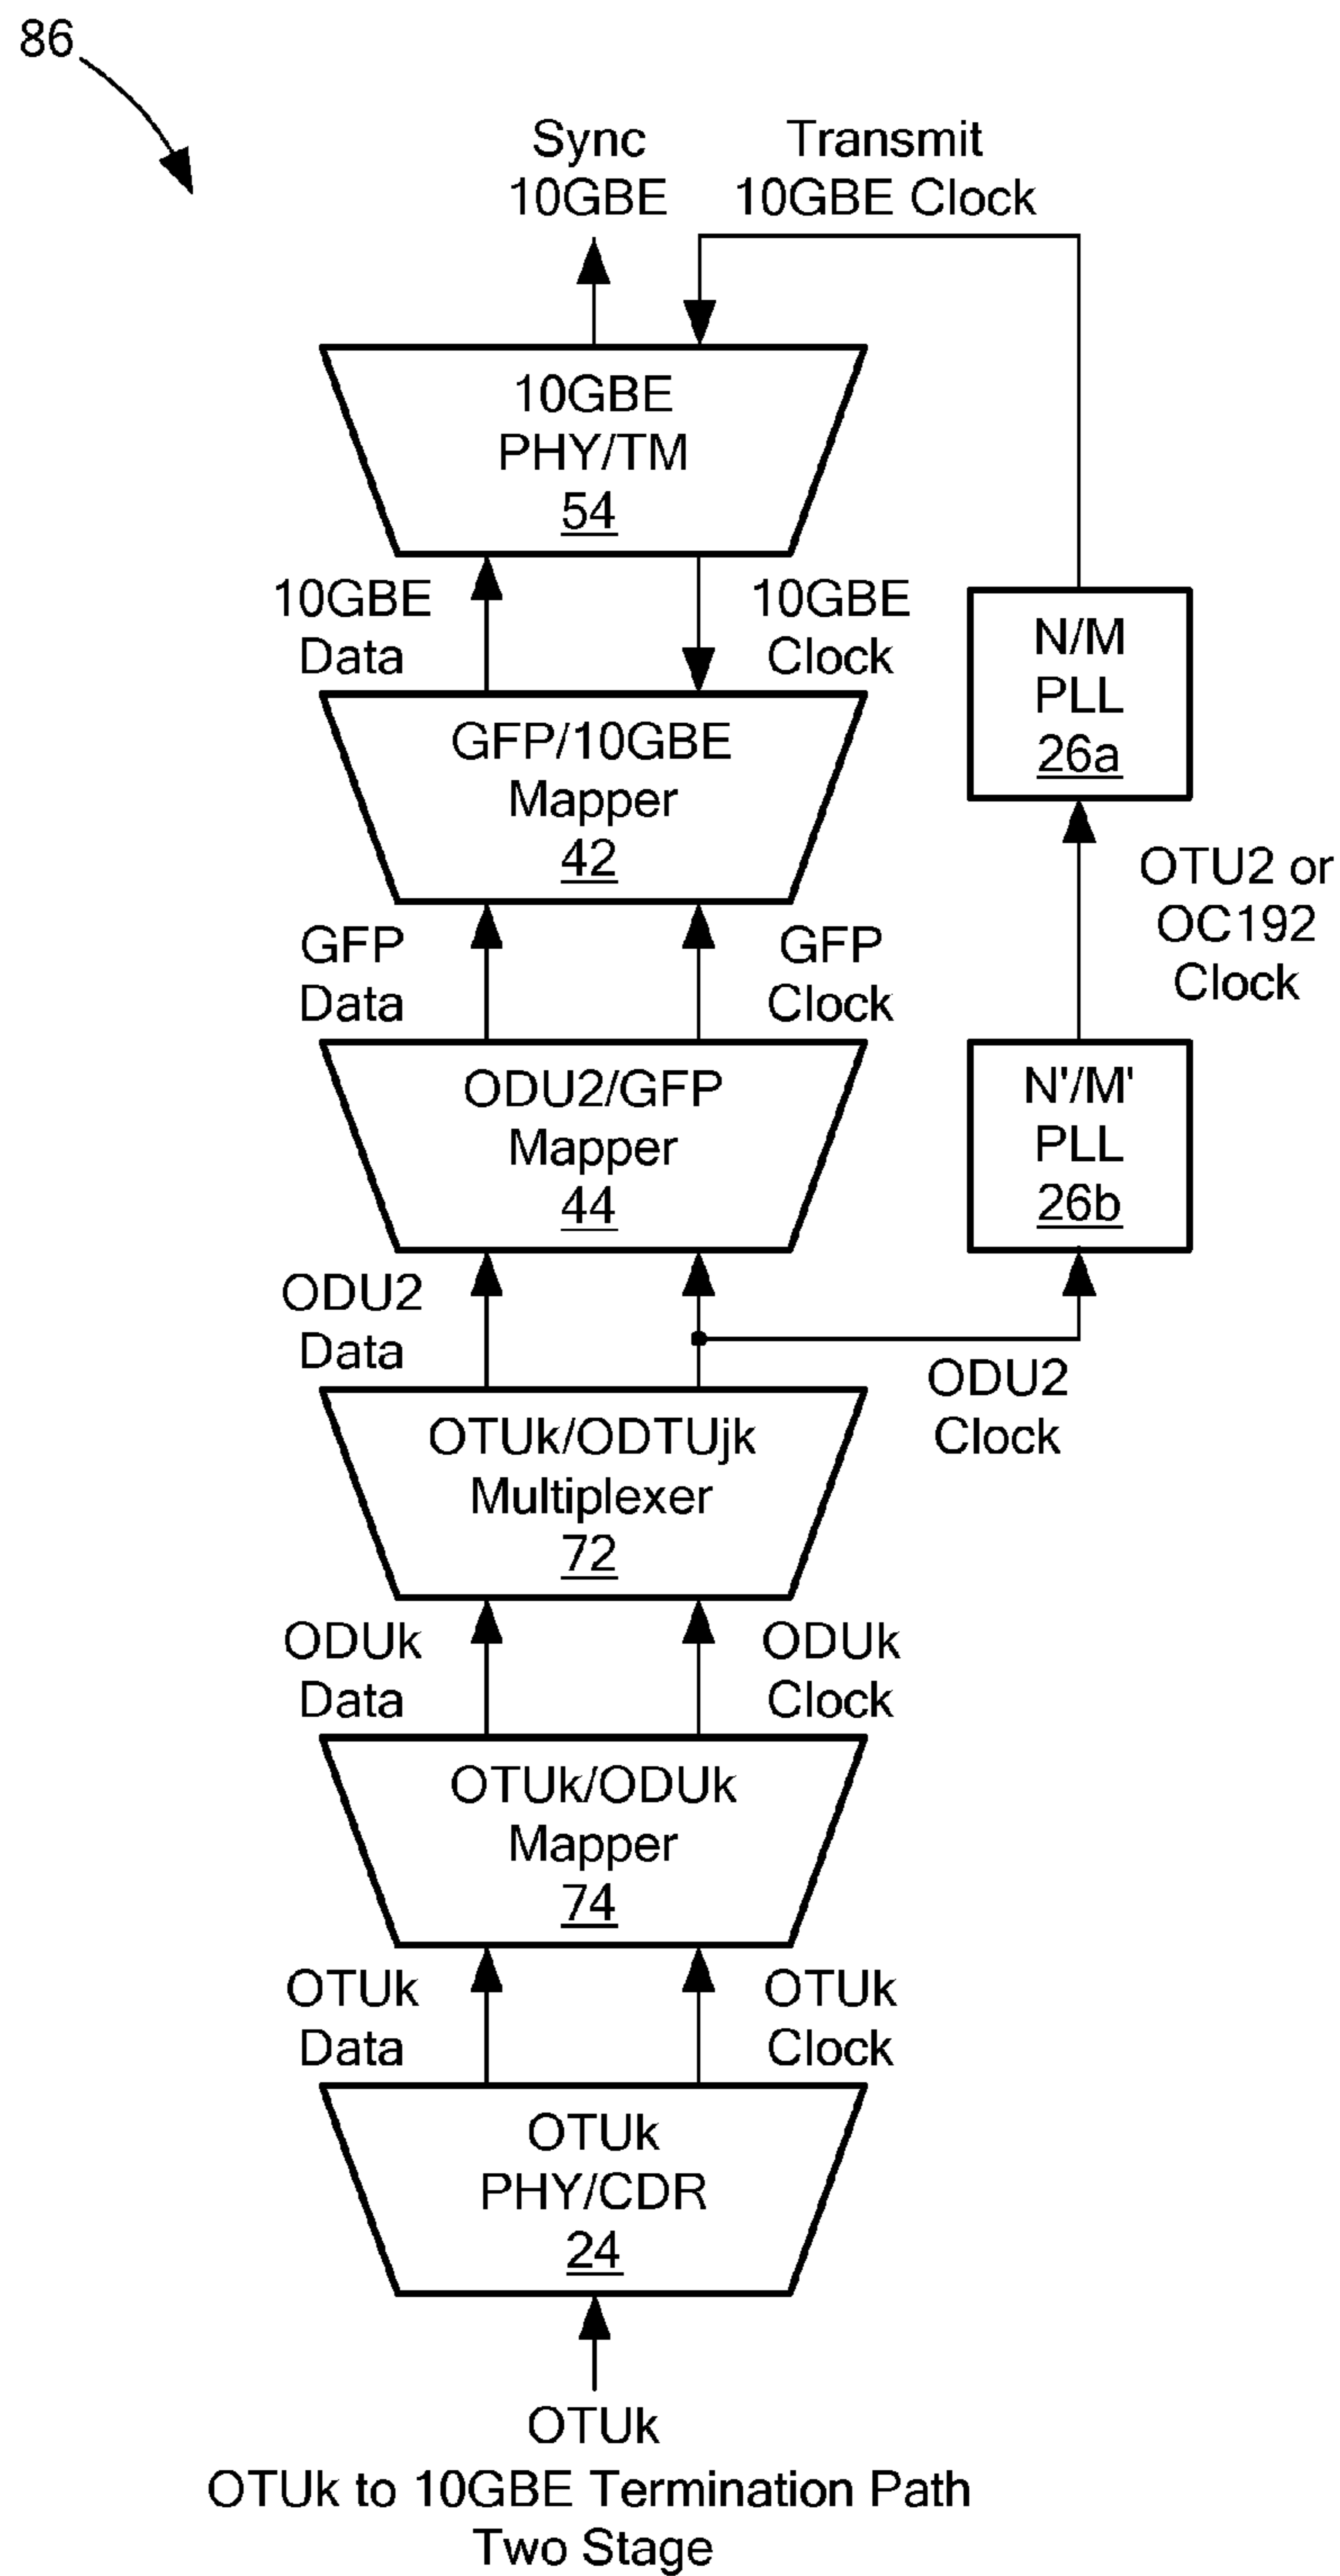 86
Sync
10GBE
Transmit
10GBE Clock
10GBE
PHY/TM
54
10GBE
Data
10GBE
Clock
N/M
PLL
26a
GFP/10GBE
Mapper
42
OTU2 or
OC192
Clock
GFP
Data
GFP
Clock
ODU2/GFP
Mapper
44
N'/M'
PLL
26b
ODU2
Data
ODU2
Clock
OTUk/ODTUjk
Multiplexer
72
ODUk
Data
ODUk
Clock
OTUk/ODUk
Mapper
74
OTUk
Data
OTUk
Clock
OTUk
PHY/CDR
24
OTUk
OTUk to 10GBE Termination Path
Two Stage